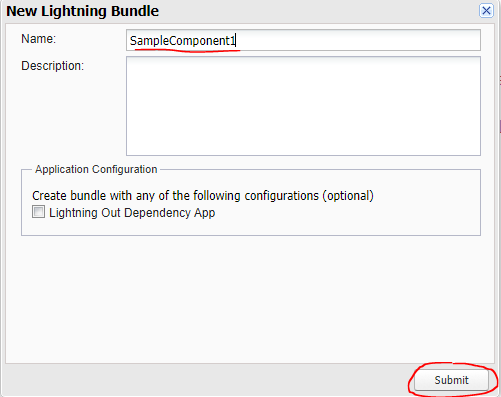 New Lightning Bundle
Name:
SampleComponent1
Description:
Application Configuration
Create bundle with any of the following configurations (optional)
Lightning Out Dependency App
Submit